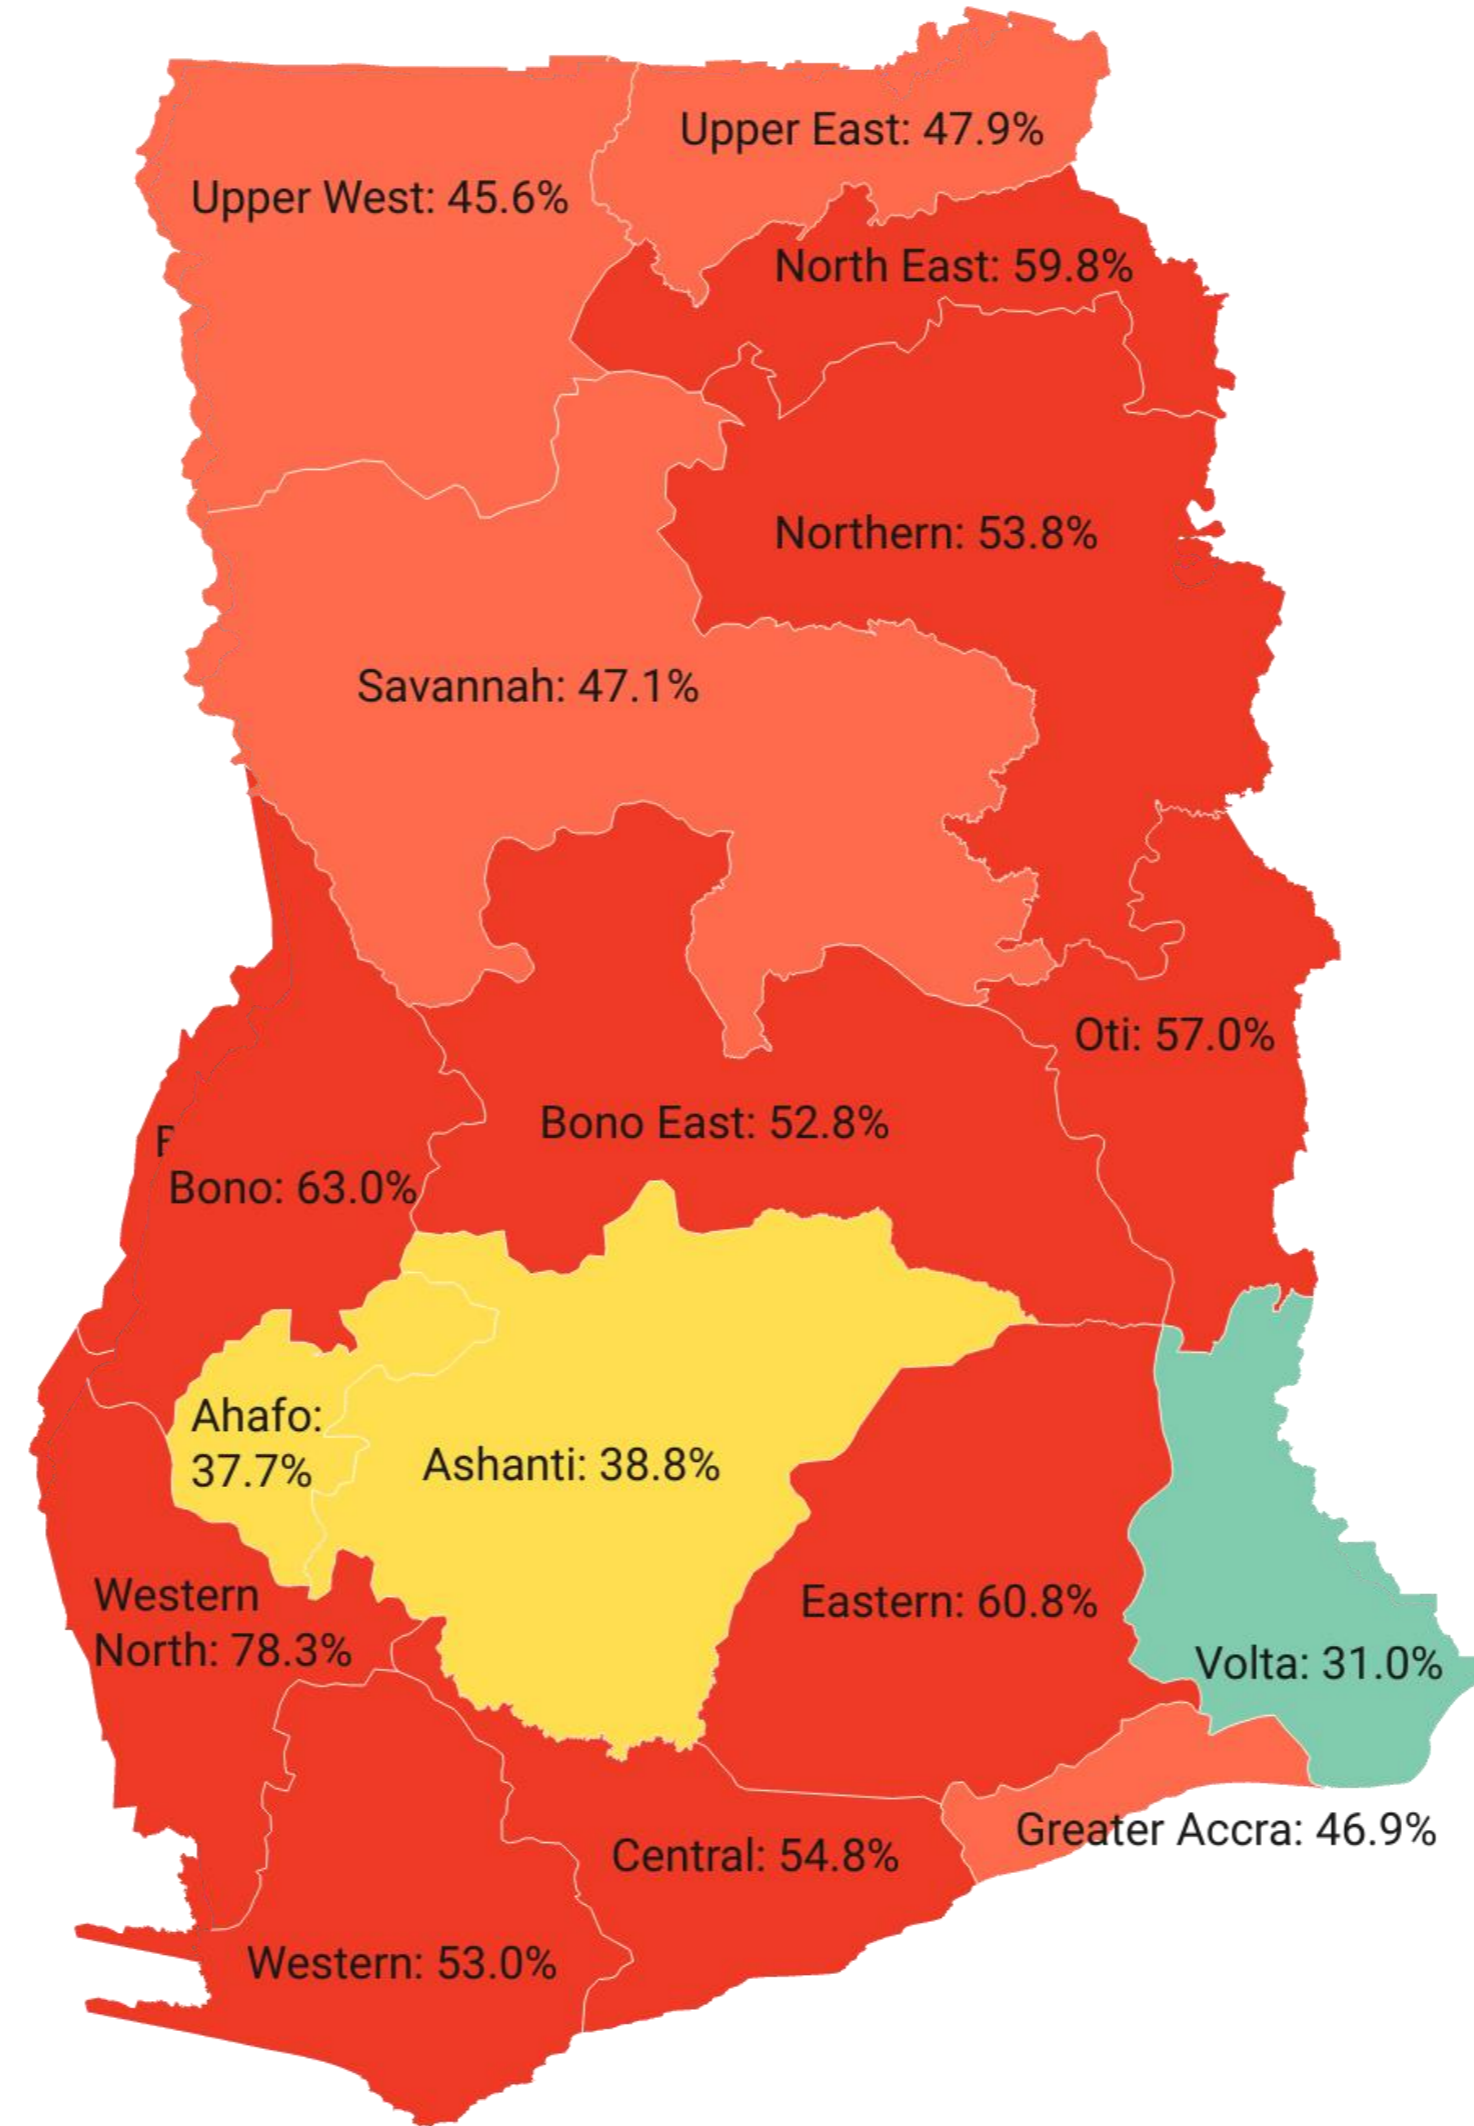 Upper East: 47.9%
Upper West: 45.6%
North East: 59.8%
Northern: 53.8%
Savannah: 47.1%
Oti: 57.0%
Bono East: 52.8%
F
Bono: 63.0%
Ahafo:
37.7%
Ashanti: 38.8%
Western
North: 78.3%
Eastern: 60.8%
Volta: 31.0%
Greater Accra: 46.9%
Central: 54.8%
Western: 53.0%